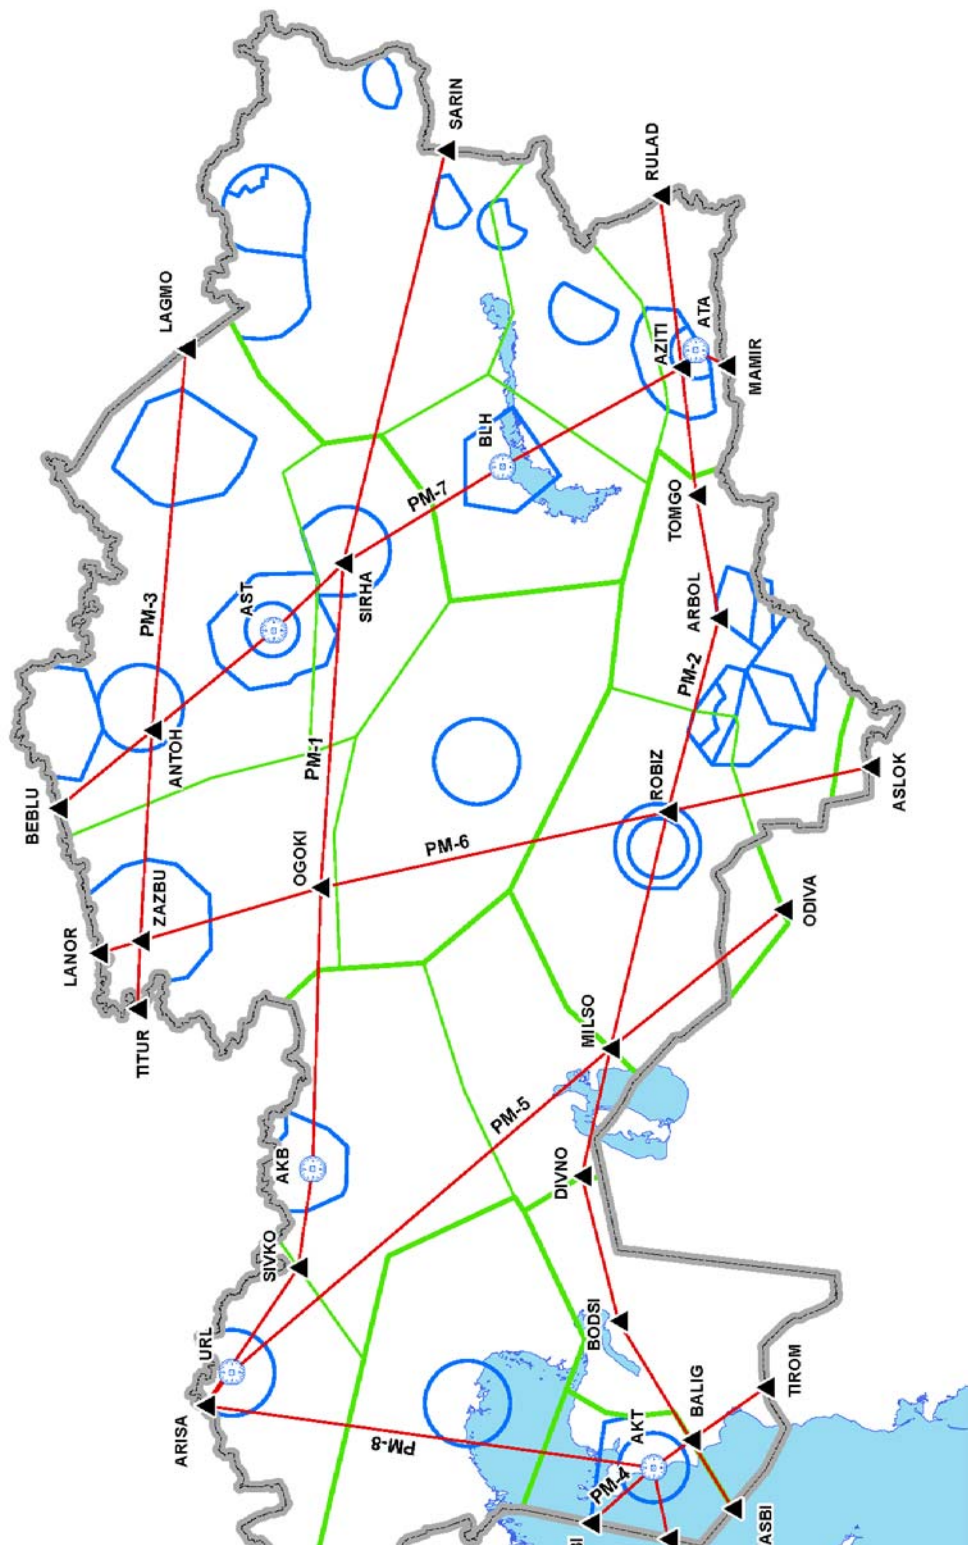 SARIN
RULAD
LAGMO
ATA
AZITI
MAMIR
BLH
PM-7
TOMGO
PM-3
AST
SIRHA
ARBOL
PM-2
ANTOH
PM-1
BEBLU
ROBIZ
ASLOK
OGOKI
PM-6
ZAZBU
LANOR
ODIVA
TITUR
MILSO
PM-5
AKB
DIVNO
SIVKO
BODSI
URL
ARISA
BALIG
TIROM
AKT
PM-8
PM-4
ASBI
SI